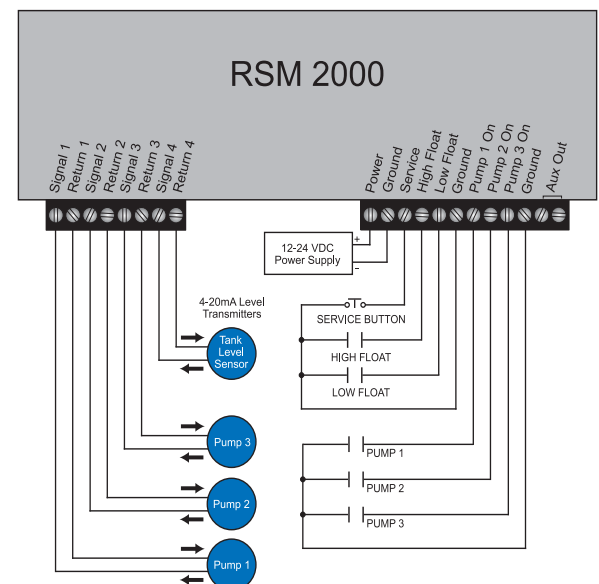 RSM 2000
Signal 1
Return 1
Signal 2
Return 2
Signal 3
Return 3
Signal 4
Return 4
Power
Ground
Service
High Float
Low Float
Ground
Pump 1 On
Pump 2 On
Pump 3 On
Ground
Aux Out
12-24 VDC
Power Supply
+
-
4-20mA Level
Transmitters
Tank
Level
Sensor
SERVICE BUTTON
HIGH FLOAT
LOW FLOAT
Pump 3
PUMP 1
Pump 2
PUMP 2
PUMP 3
Pump 1